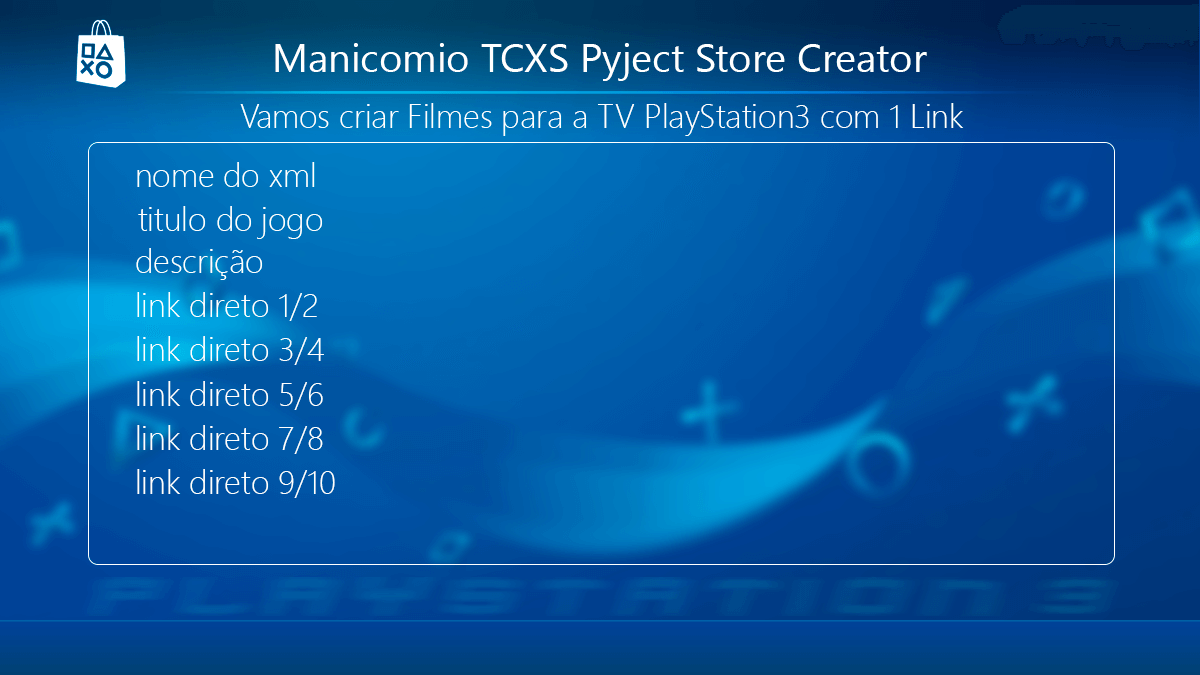 Manicomio TCXS Pyject Store Creator
Vamos criar Filmes para a TV PlayStation3 com 1 Link
nome do xml
titulo do jogo
descrição
link direto 1/2
link direto 3/4
link direto 5/6
link direto 7/8
link direto 9/10
PLAYSTATION 3